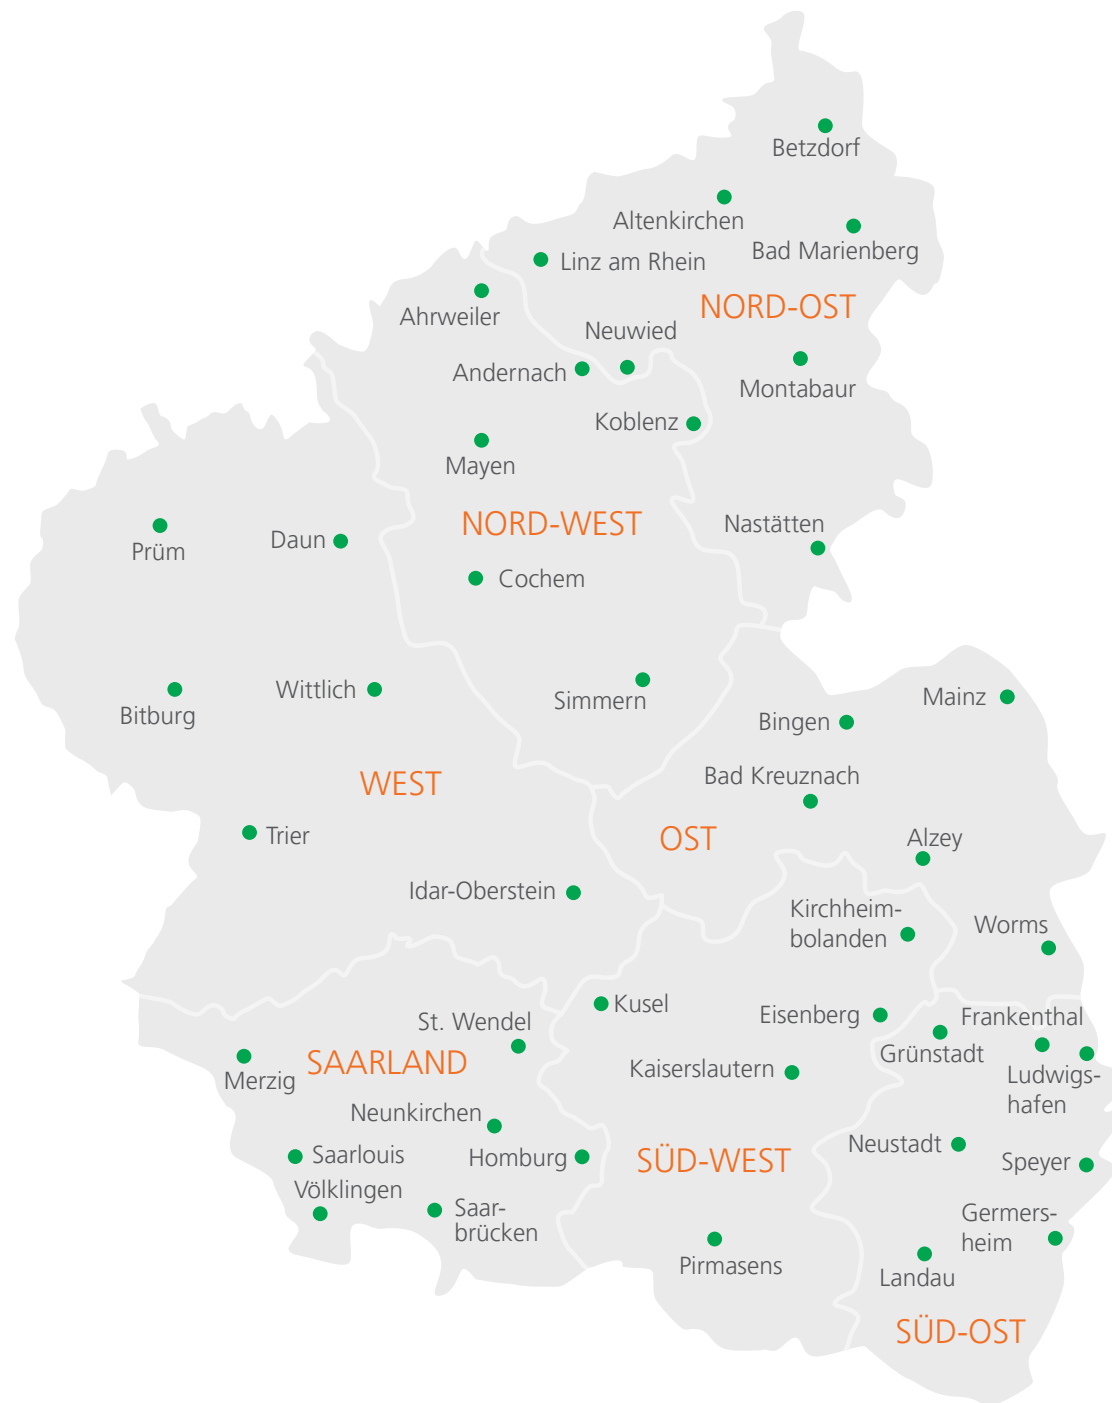 Betzdorf
Altenkirchen
Bad Marienberg
Linz am Rhein
NORD-OST
Ahrweiler
Neuwied
Andernach
Montabaur
Koblenz
Mayen
NORD-WEST
Nastätten
Prüm
Daun
Cochem
Wittlich
Simmern
Mainz
Bitburg
Bingen
Bad Kreuznach
WEST
Trier
OST
Alzey
Idar-Oberstein
Kirchheim-
bolanden
Worms
Kusel
St. Wendel
Eisenberg
Frankenthal
Grünstadt
SAARLAND
Kaiserslautern
Merzig
Ludwigs-
hafen
Neunkirchen
Neustadt
Saarlouis
Homburg
SÜD-WEST
Speyer
Völklingen
Saar-
brücken
Germers-
heim
Pirmasens
Landau
SÜD-OST